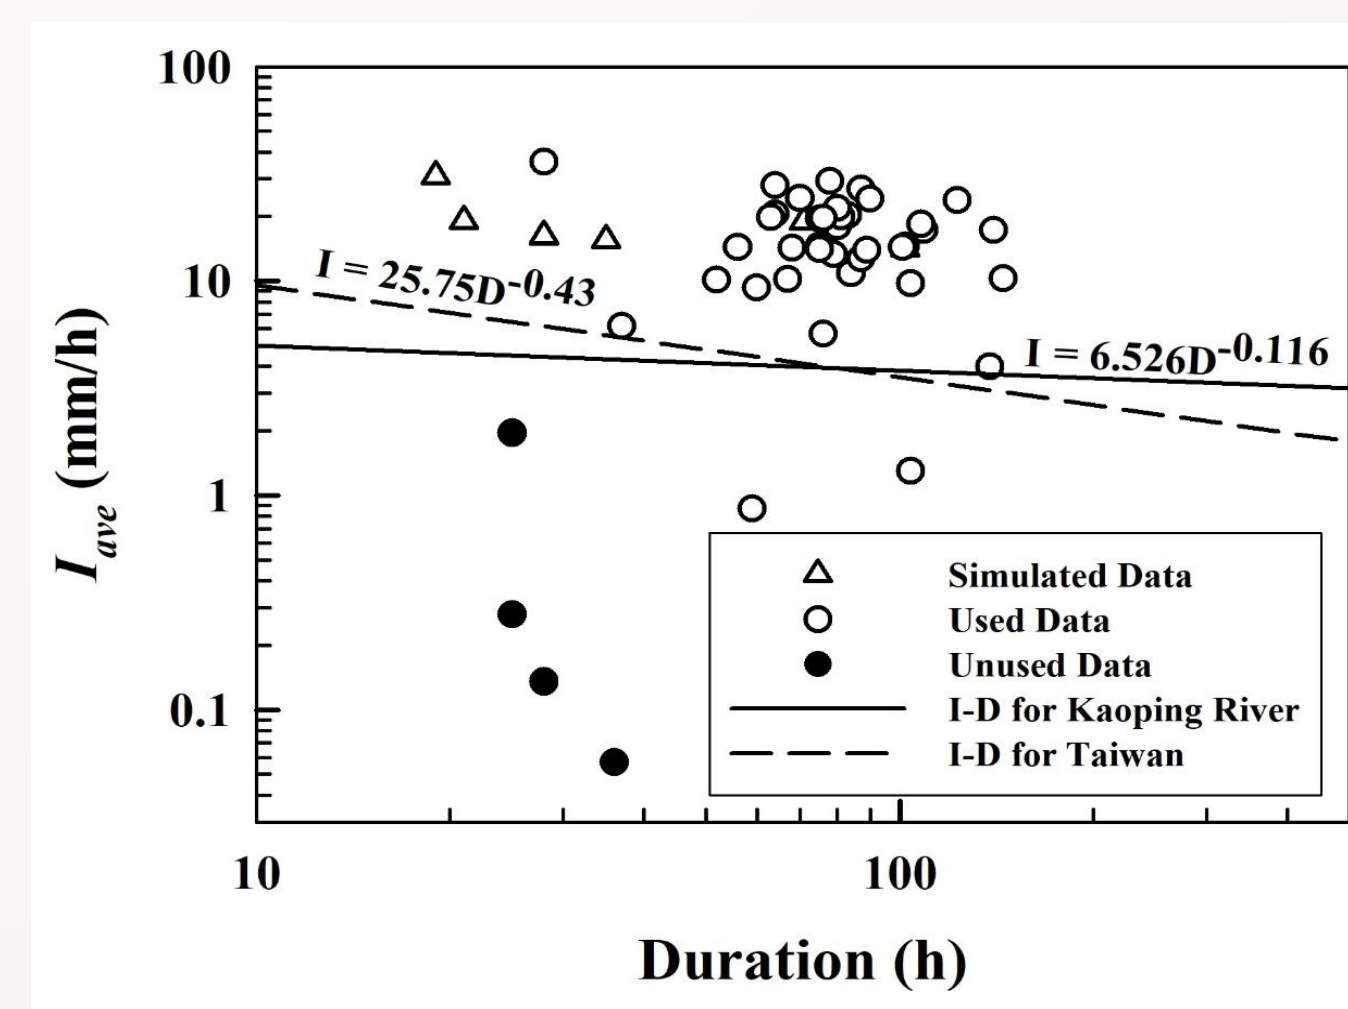 100
10
1
0.1
I_ave (mm/h)
I = 25.75D^-0.43
I = 6.526D^-0.116
Simulated Data
Used Data
Unused Data
I-D for Kaoping River
I-D for Taiwan
10
100
Duration (h)